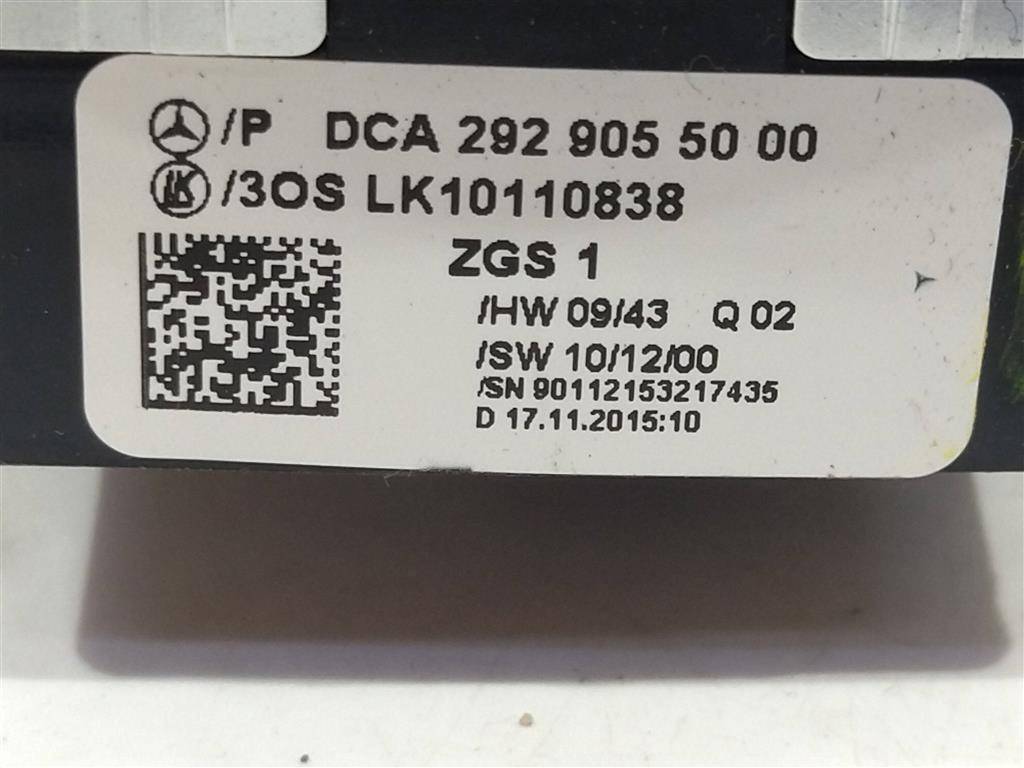 /P DCA 292 905 50 00
LK /3OS LK10110838
ZGS 1
/HW 09/43 Q 02
/SW 10/12/00
/SN 90112153217435
D 17.11.2015:10